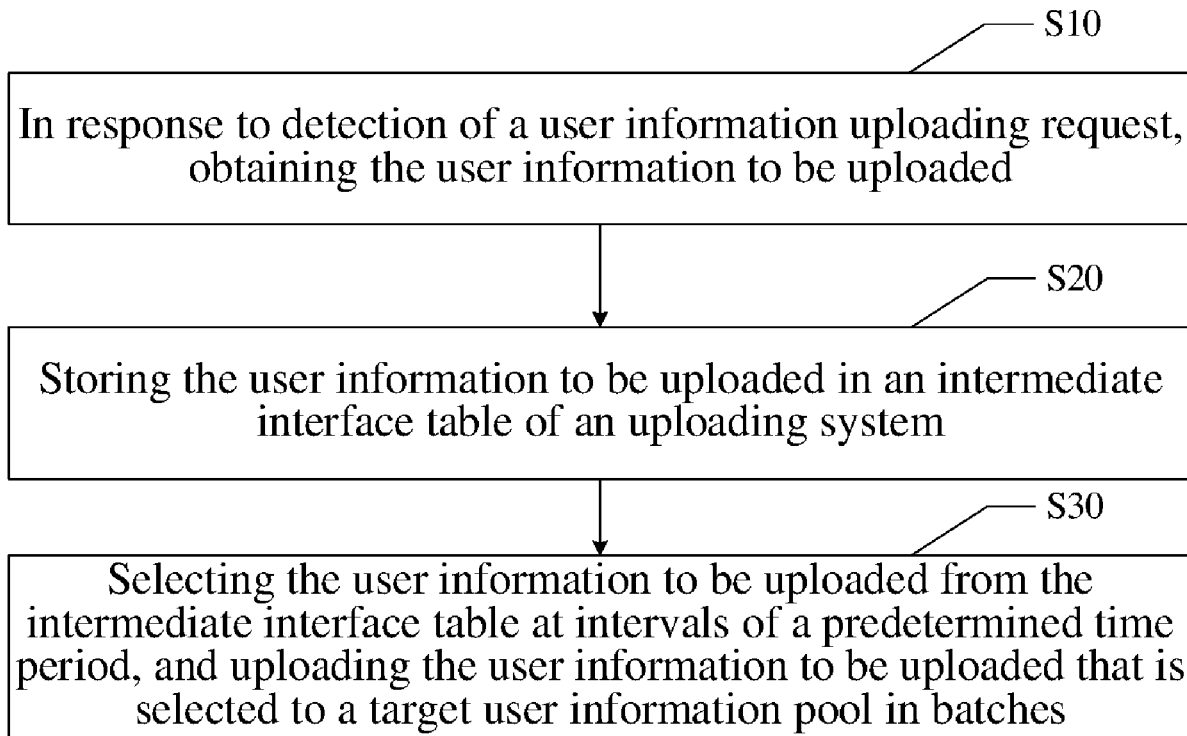 S10
In response to detection of a user information uploading request,
obtaining the user information to be uploaded
S20
Storing the user information to be uploaded in an intermediate
interface table of an uploading system
S30
Selecting the user information to be uploaded from the
intermediate interface table at intervals of a predetermined time
period, and uploading the user information to be uploaded that is
selected to a target user information pool in batches